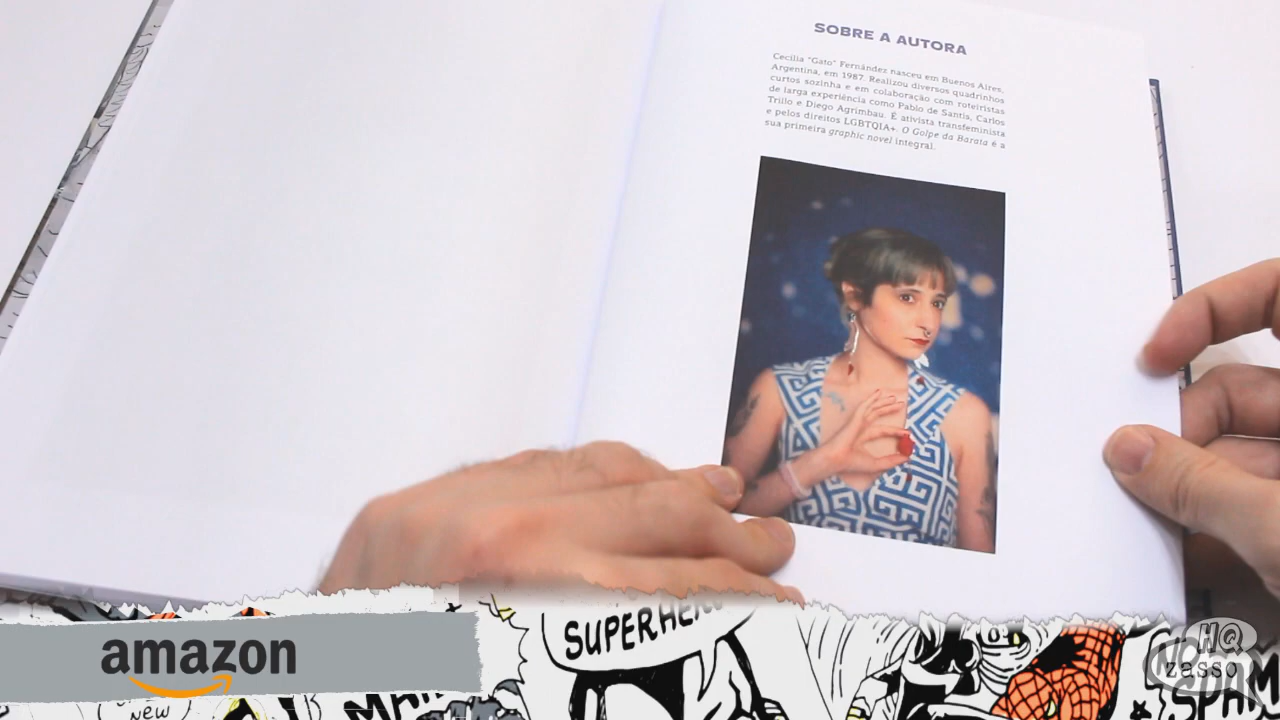 SOBRE A AUTORA
Cecilia "Gato" Fernández nasceu em Buenos Aires,
Argentina, em 1987. Realizou diversos quadrinhos
curtos sozinha e em colaboração com roteiristas
de larga experiência como Pablo de Santis, Carlos
Trillo e Diego Agrimbau. É ativista transfeminista
e pelos direitos LGBTQIA+. O Golpe da Barata é a
sua primeira graphic novel integral.
amazon
SUPERHE
NEW
HQ
zasso